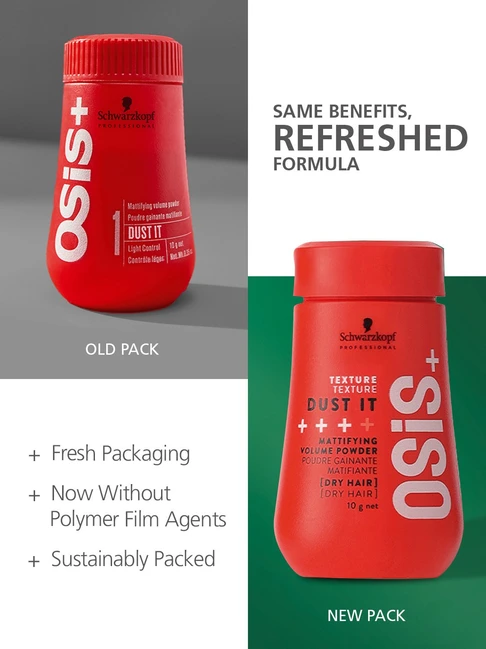 Schwarzkopf
PROFESSIONAL
OSiS+
1
Mattifying volume powder
Poudre gainante matifiante
DUST IT
Light Control
Contrôle léger
10 g net
OLD PACK
SAME BENEFITS,
REFRESHED
FORMULA
+ Fresh Packaging
+ Now Without
Polymer Film Agents
+ Sustainably Packed
Schwarzkopf
PROFESSIONAL
TEXTURE
TEXTURE
DUST IT
++++
MATTIFYING
VOLUME POWDER
POUDRE GAINANTE
MATIFIANTE
[DRY HAIR]
[DRY HAIR]
10 g net
OSiS+
NEW PACK